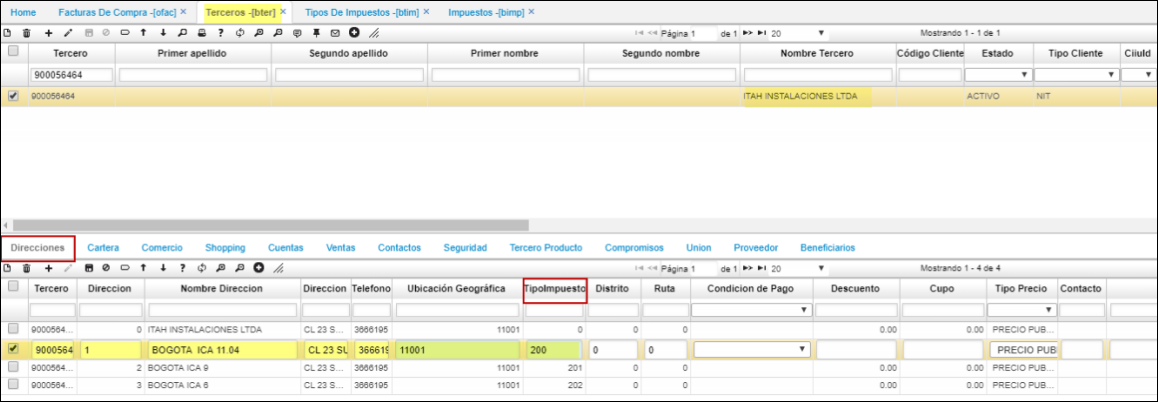 Home Facturas De Compra -[ofac] × Terceros -[bter] × Tipos De Impuestos -[btim] × Impuestos -[bimp] ×
Página 1 de 1 20 Mostrando 1 - 1 de 1
Tercero Primer apellido Segundo apellido Primer nombre Segundo nombre Nombre Tercero Código Cliente Estado Tipo Cliente CiiuId
900056464
900056464 ITAH INSTALACIONES LTDA ACTIVO NIT
Direcciones Cartera Comercio Shopping Cuentas Ventas Contactos Seguridad Tercero Producto Compromisos Union Proveedor Beneficiarios
Página 1 de 1 20 Mostrando 1 - 4 de 4
Tercero Direccion Nombre Direccion Direccion Telefono Ubicación Geográfica TipoImpuesto Distrito Ruta Condicion de Pago Descuento Cupo Tipo Precio Contacto
9000564... 0 ITAH INSTALACIONES LTDA CL 23 S... 3666195 11001 0 0 0 0.00 0.00 PRECIO PUB...
9000564 1 BOGOTA ICA 11.04 CL 23 SU 366619 11001 200 0 0 PRECIO PUB
9000564... 2 BOGOTA ICA 9 CL 23 S... 3666195 11001 201 0 0 0.00 0.00 PRECIO PUB...
9000564... 3 BOGOTA ICA 6 CL 23 S... 3666195 11001 202 0 0 0.00 0.00 PRECIO PUB...